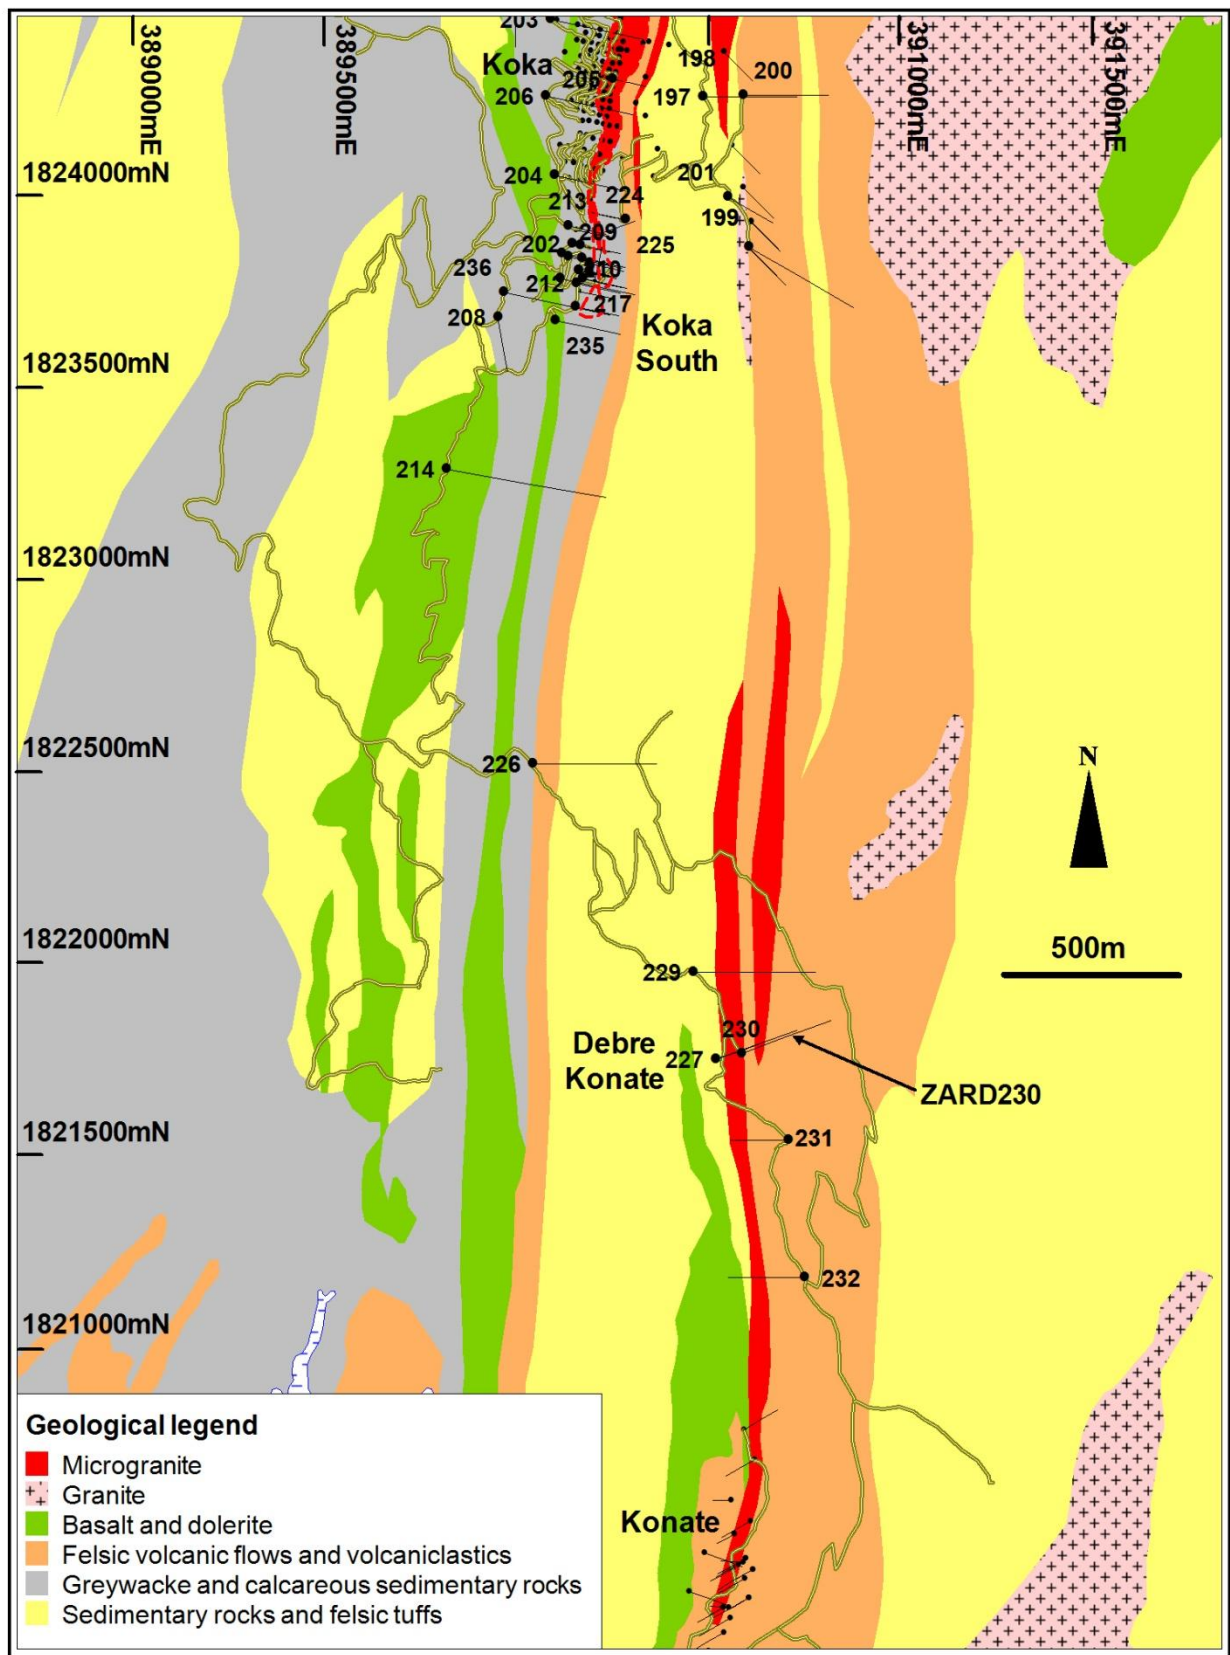 389000mE
389500mE
391000mE
391500mE
203
Koka
205
206
198
197
200
1824000mN
204
213
224
201
199
202
209
225
236
212
210
217
208
235
Koka
South
1823500mN
214
1823000mN
1822500mN
226
N
1822000mN
229
500m
230
Debre
Konate
227
ZARD230
1821500mN
231
232
1821000mN
Geological legend
Microgranite
Granite
Basalt and dolerite
Felsic volcanic flows and volcaniclastics
Greywacke and calcareous sedimentary rocks
Sedimentary rocks and felsic tuffs
Konate